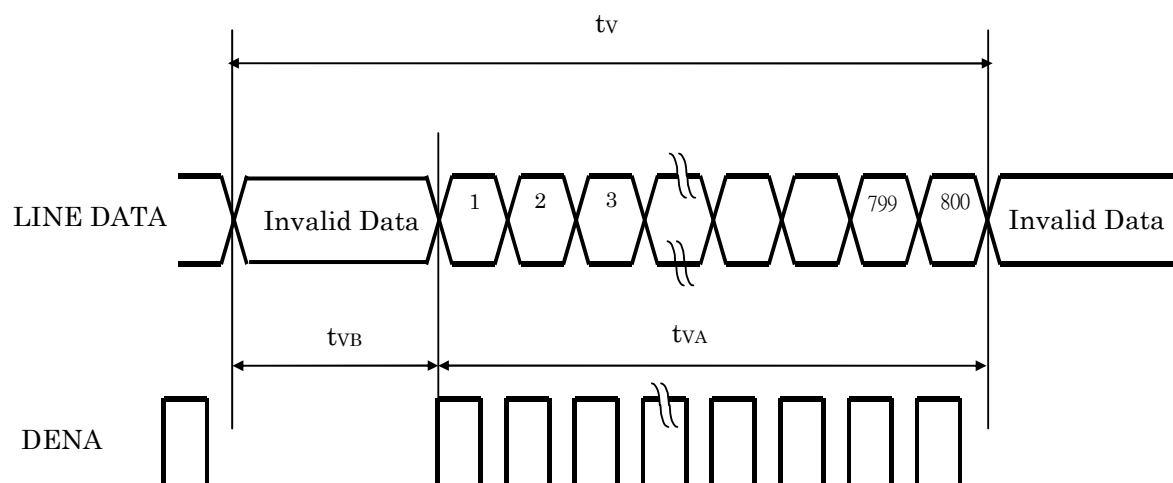 tV
LINE DATA
Invalid Data
1
2
3
799
800
Invalid Data
tVB
tVA
DENA